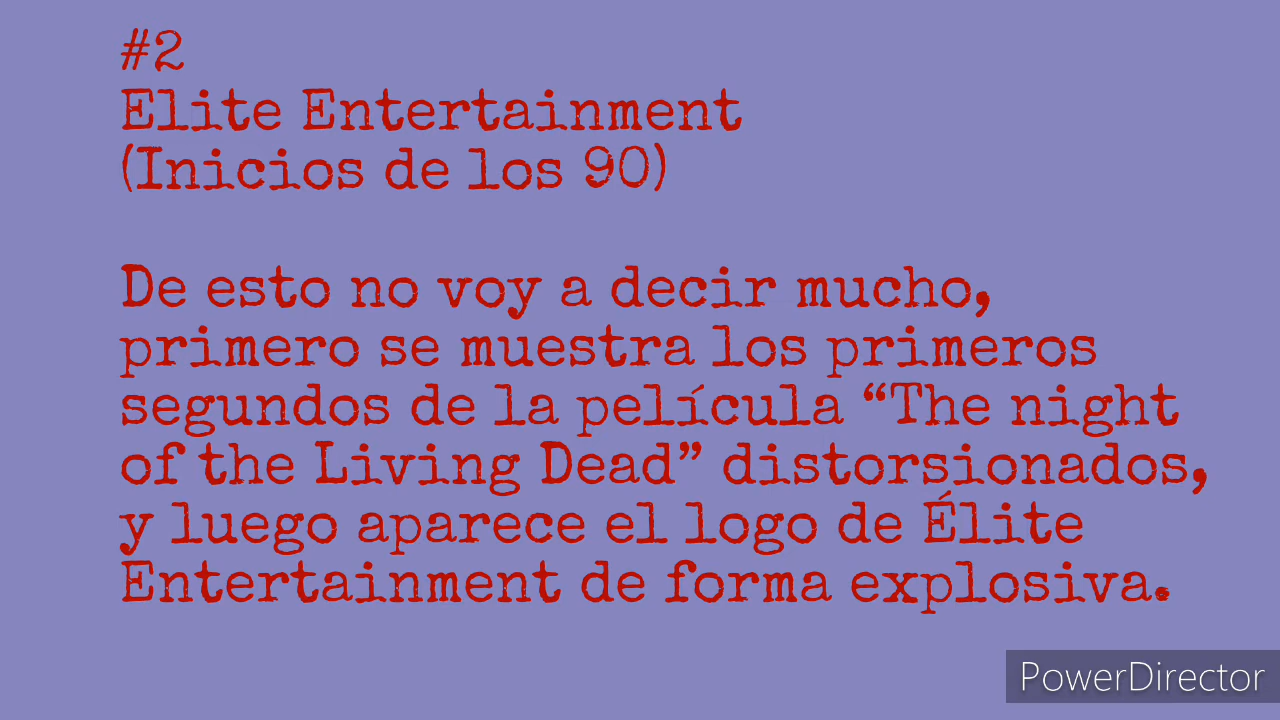 #2
Elite Entertainment
(Inicios de los 90)
De esto no voy a decir mucho,
primero se muestra los primeros
segundos de la película “The night
of the Living Dead” distorsionados,
y luego aparece el logo de Élite
Entertainment de forma explosiva.
PowerDirector